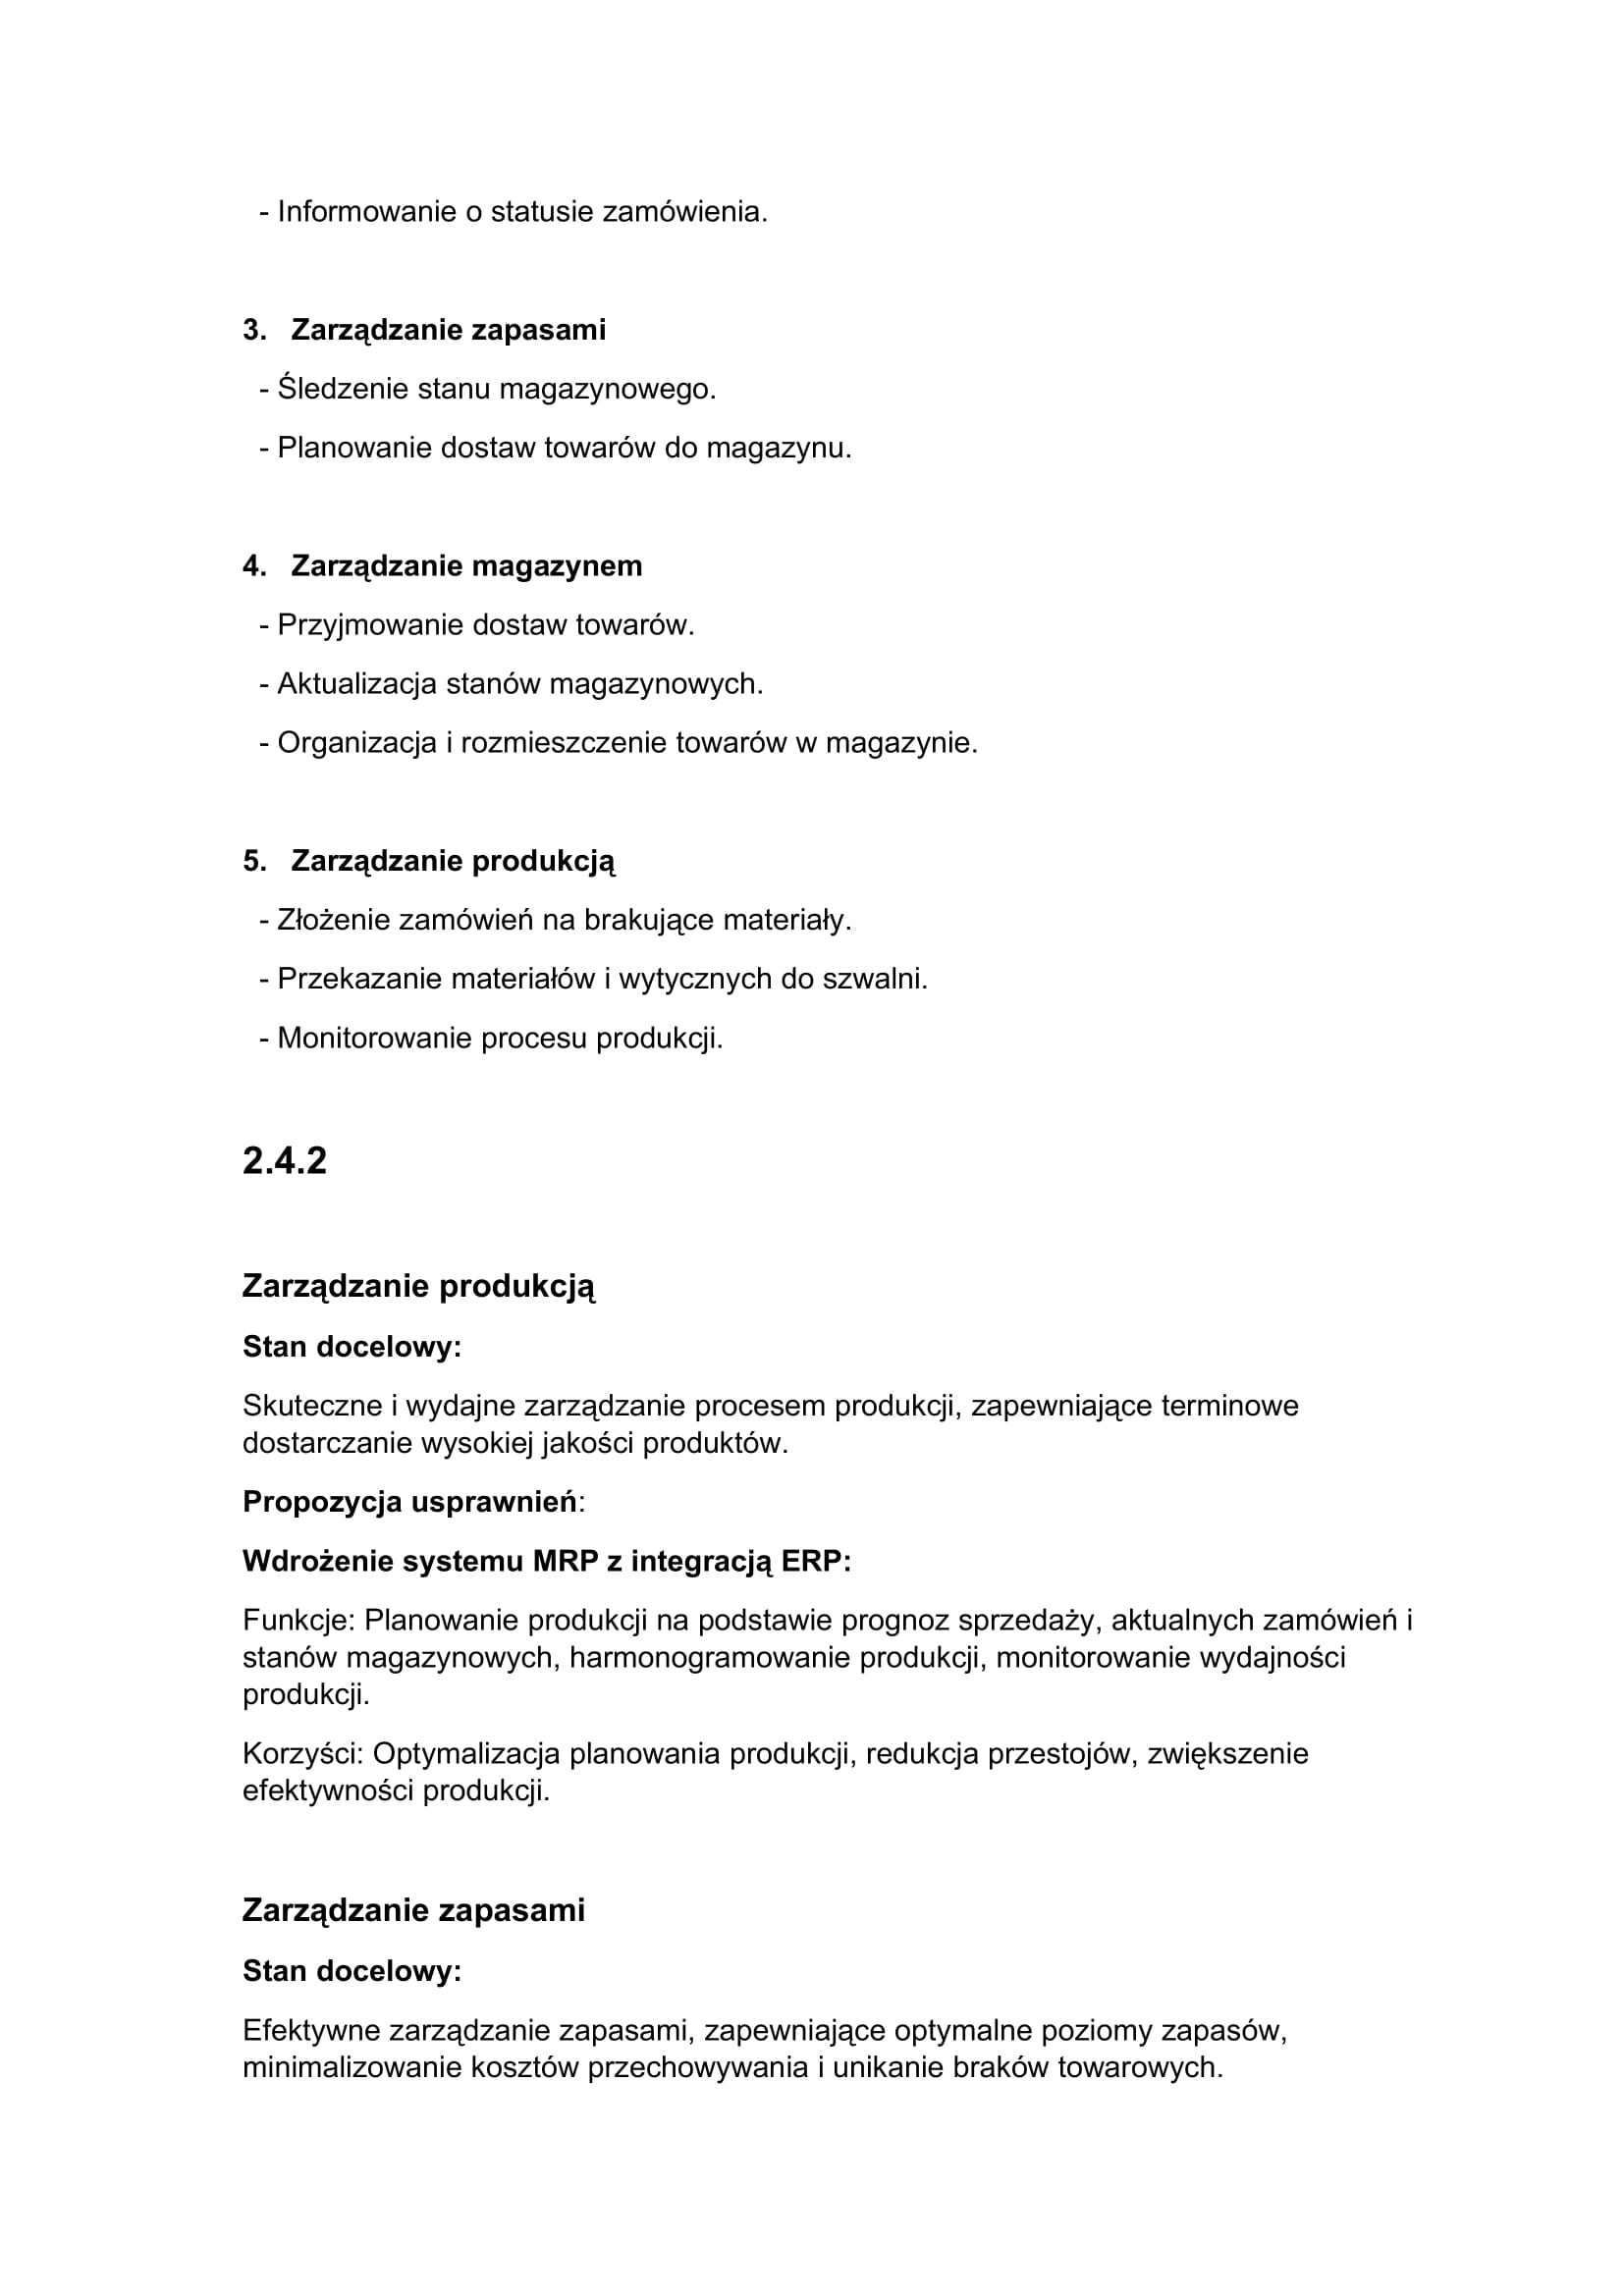 - Informowanie o statusie zamówienia.
3. Zarządzanie zapasami
- Śledzenie stanu magazynowego.
- Planowanie dostaw towarów do magazynu.
4. Zarządzanie magazynem
- Przyjmowanie dostaw towarów.
- Aktualizacja stanów magazynowych.
- Organizacja i rozmieszczenie towarów w magazynie.
5. Zarządzanie produkcją
- Złożenie zamówień na brakujące materiały.
- Przekazanie materiałów i wytycznych do szwalni.
- Monitorowanie procesu produkcji.
2.4.2
Zarządzanie produkcją
Stan docelowy:
Skuteczne i wydajne zarządzanie procesem produkcji, zapewniające terminowe
dostarczanie wysokiej jakości produktów.
Propozycja usprawnień:
Wdrożenie systemu MRP z integracją ERP:
Funkcje: Planowanie produkcji na podstawie prognoz sprzedaży, aktualnych zamówień i
stanów magazynowych, harmonogramowanie produkcji, monitorowanie wydajności
produkcji.
Korzyści: Optymalizacja planowania produkcji, redukcja przestojów, zwiększenie
efektywności produkcji.
Zarządzanie zapasami
Stan docelowy:
Efektywne zarządzanie zapasami, zapewniające optymalne poziomy zapasów,
minimalizowanie kosztów przechowywania i unikanie braków towarowych.